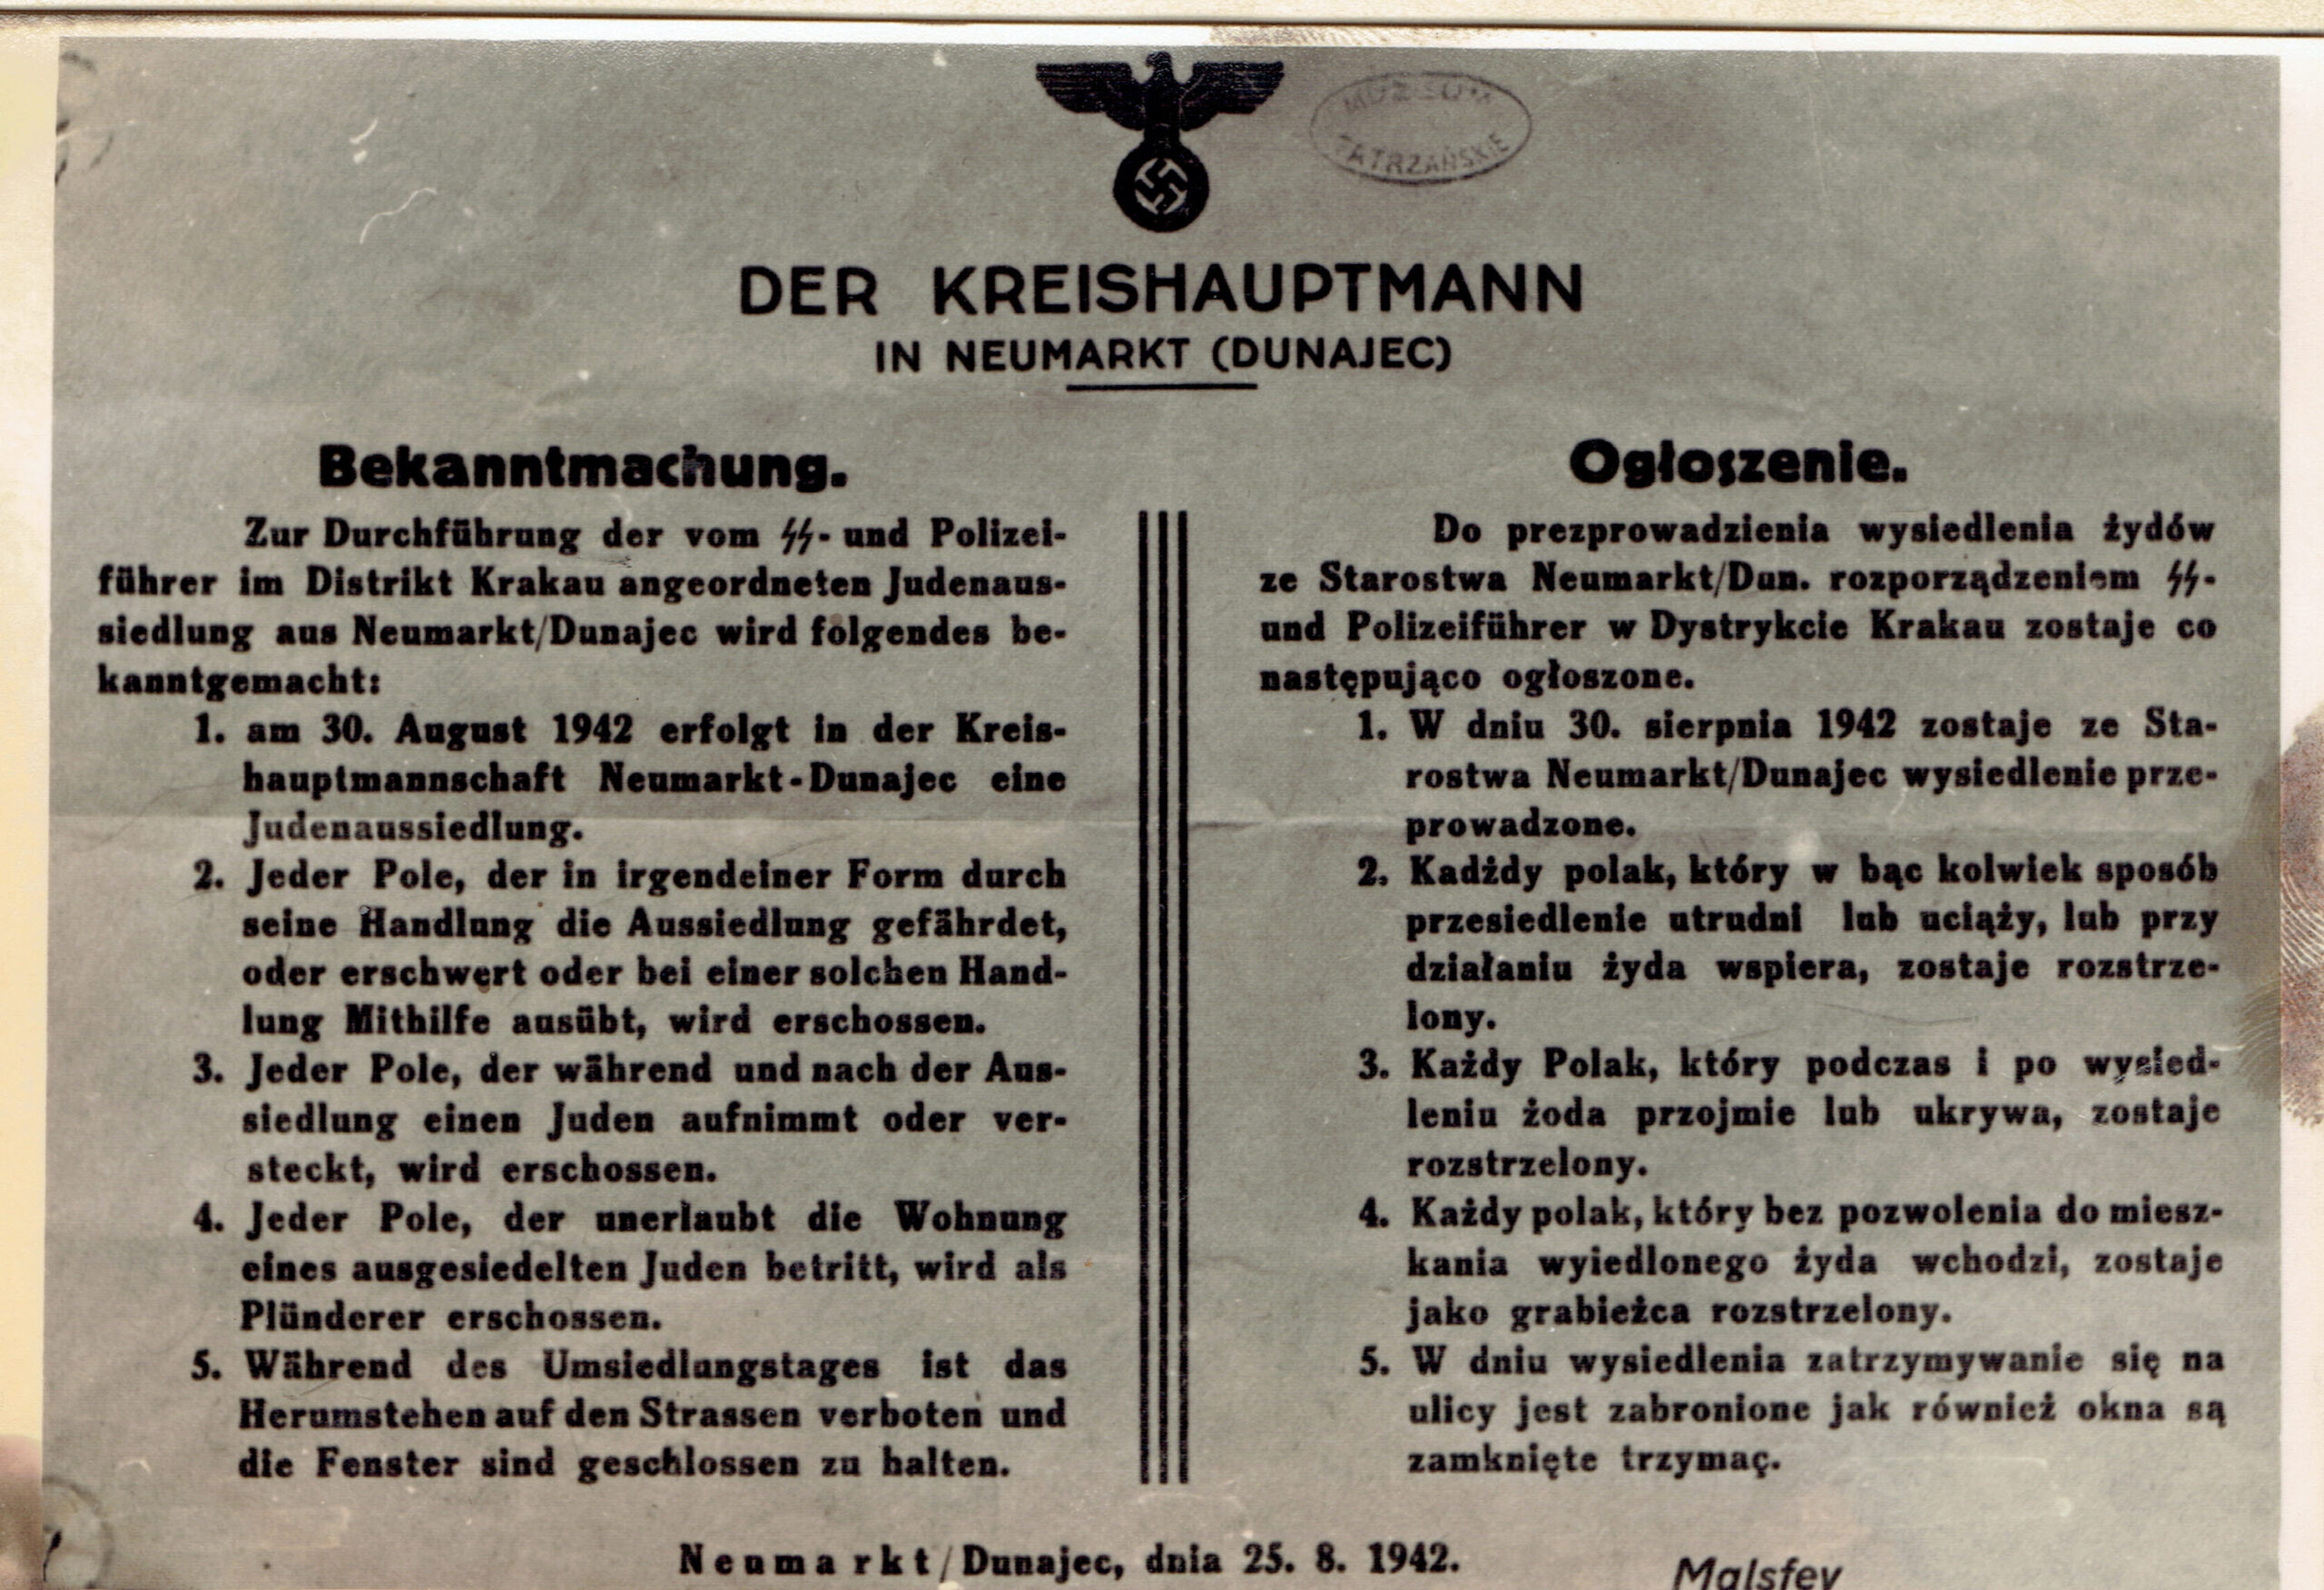 MUZEUM
TATRZAŃSKIE
DER KREISHAUPTMANN
IN NEUMARKT (DUNAJEC)
Bekanntmachung.
Zur Durchführung der vom SS- und Polizei-
führer im Distrikt Krakau angeordneten Judenaus-
siedlung aus Neumarkt/Dunajec wird folgendes be-
kanntgemacht:
1. am 30. August 1942 erfolgt in der Kreis-
hauptmannschaft Neumarkt-Dunajec eine
Judenaussiedlung.
2. Jeder Pole, der in irgendeiner Form durch
seine Handlung die Aussiedlung gefährdet,
oder erschwert oder bei einer solchen Hand-
lung Mithilfe ausübt, wird erschossen.
3. Jeder Pole, der während und nach der Aus-
siedlung einen Juden aufnimmt oder ver-
steckt, wird erschossen.
4. Jeder Pole, der unerlaubt die Wohnung
eines ausgesiedelten Juden betritt, wird als
Plünderer erschossen.
5. Während des Umsiedlungstages ist das
Herumstehen auf den Strassen verboten und
die Fenster sind geschlossen zu halten.
Ogłoszenie.
Do prezprowadzienia wysiedlenia żydów
ze Starostwa Neumarkt/Dun. rozporządzeniem SS-
und Polizeiführer w Dystrykcie Krakau zostaje co
następująco ogłoszone.
1. W dniu 30. sierpnia 1942 zostaje ze Sta-
rostwa Neumarkt/Dunajec wysiedlenie prze-
prowadzone.
2. Kadżdy polak, który w bąc kolwiek sposób
przesiedlenie utrudni lub uciąży, lub przy
działaniu żyda wspiera, zostaje rozstrze-
lony.
3. Każdy Polak, który podczas i po wysied-
leniu żoda przojmie lub ukrywa, zostaje
rozstrzelony.
4. Każdy polak, który bez pozwolenia do miesz-
kania wyiedlonego żyda wchodzi, zostaje
jako grabieżca rozstrzelony.
5. W dniu wysiedlenia zatrzymywanie się na
ulicy jest zabronione jak również okna są
zamknięte trzymaç.
Neumarkt/Dunajec, dnia 25. 8. 1942.
Malsfey